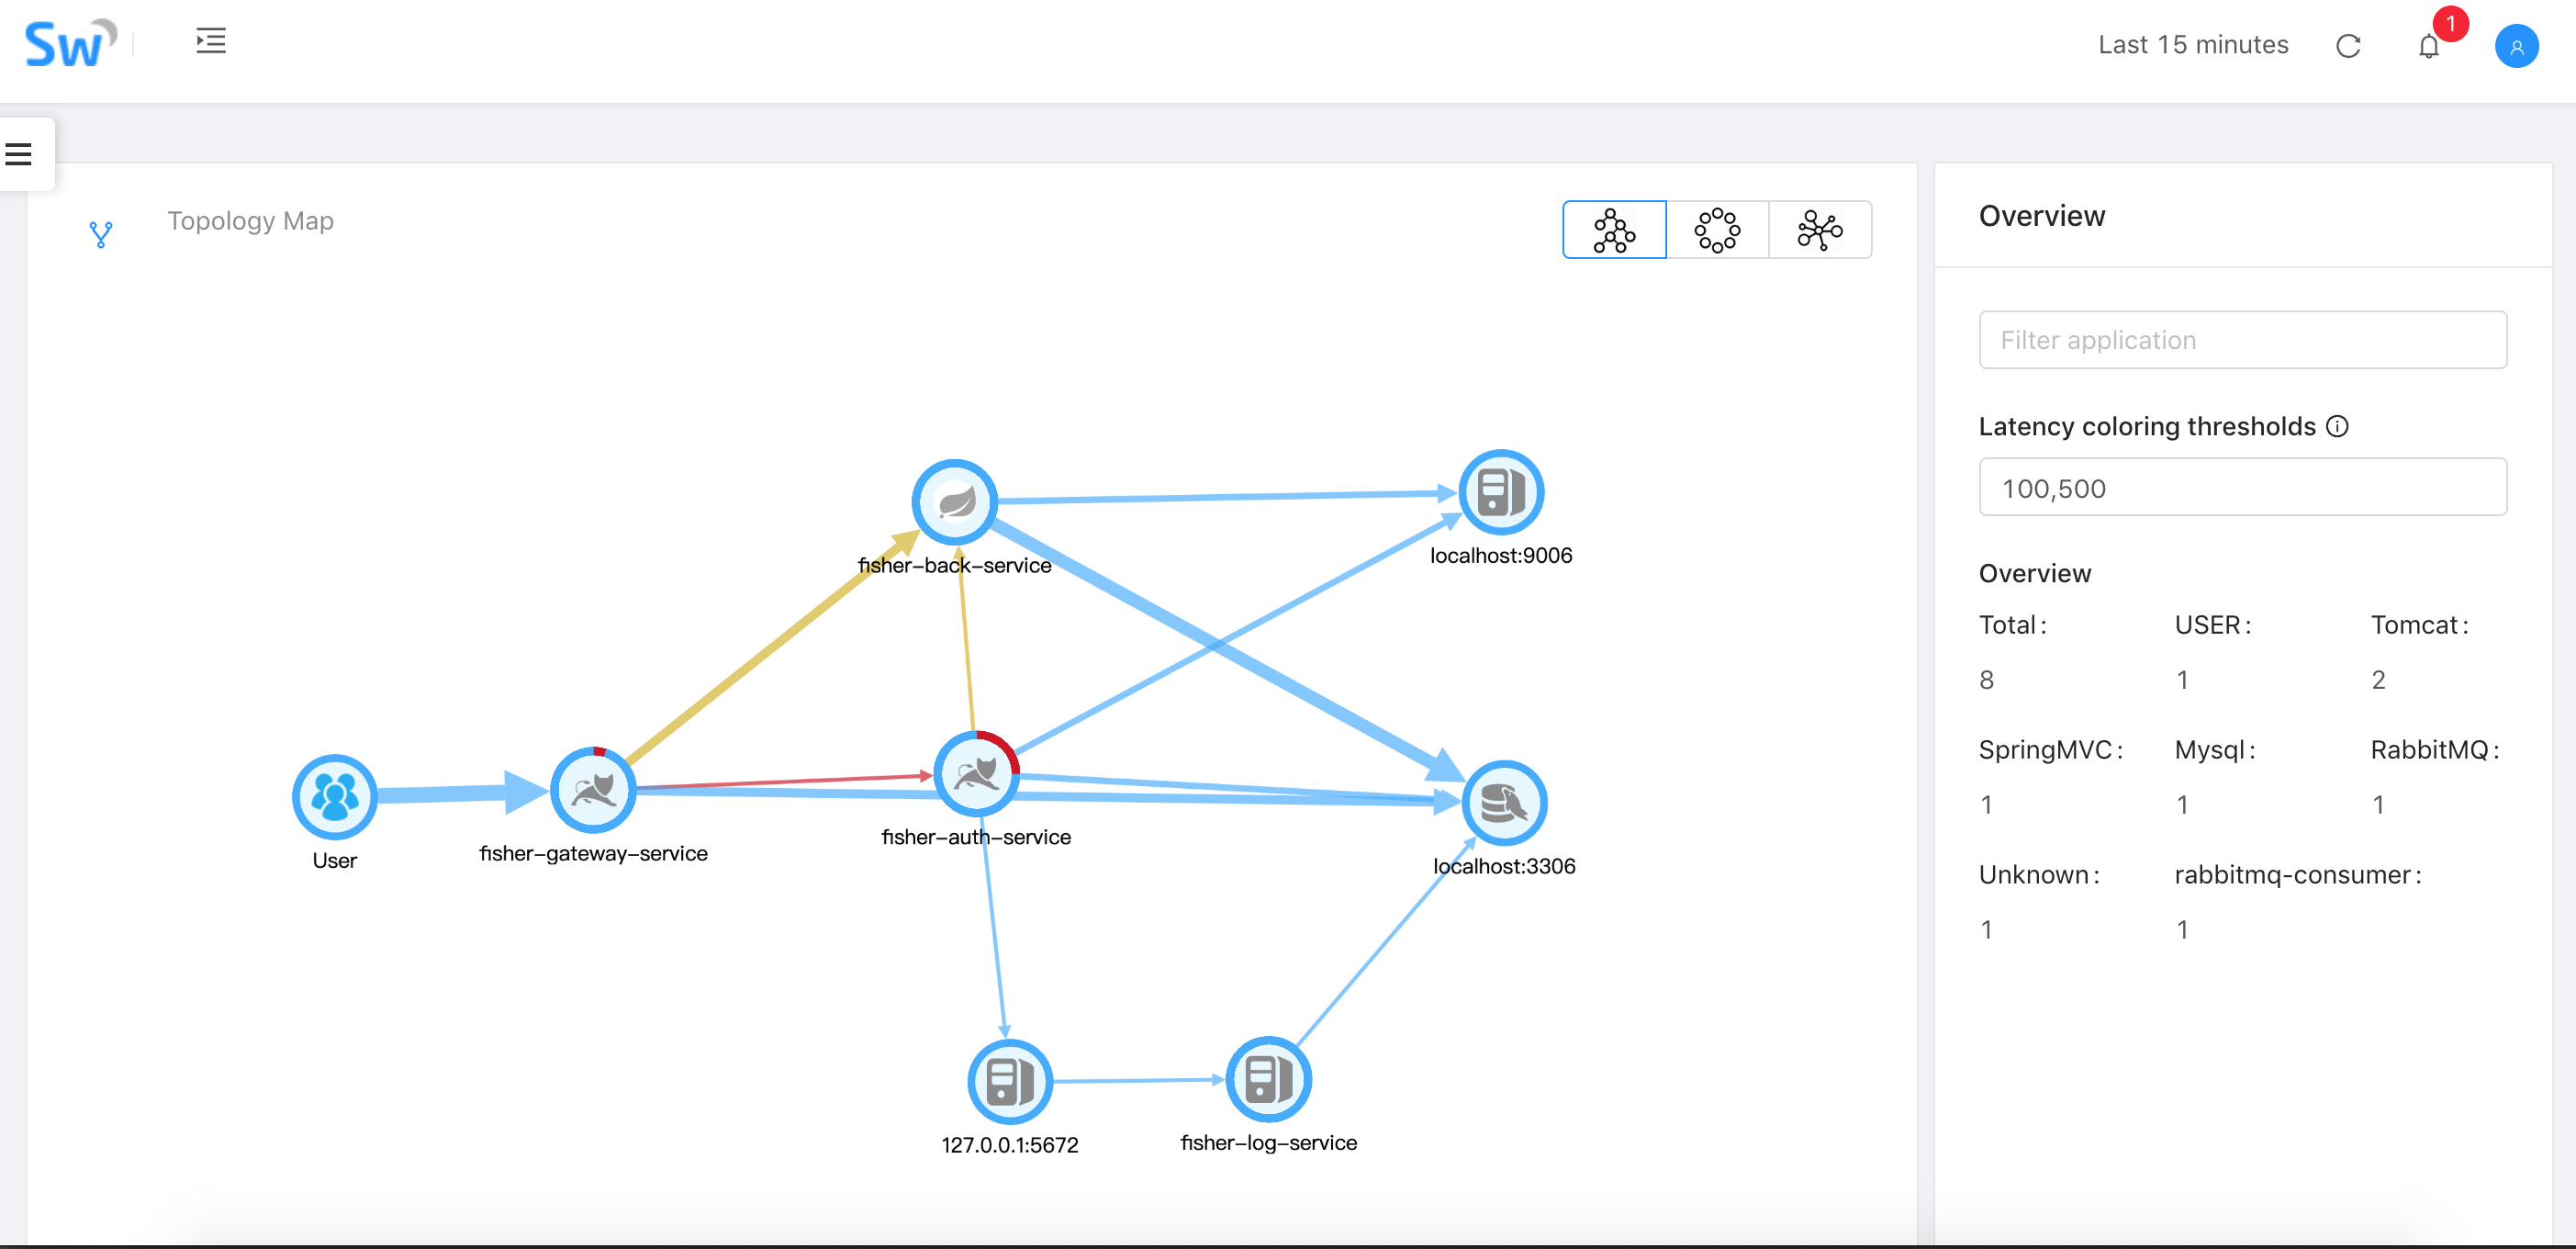 Sw
Last 15 minutes
1
Topology Map
Overview
Filter application
Latency coloring thresholds
100,500
fisher-back-service
localhost:9006
Overview
Total:
USER:
Tomcat:
8
1
2
SpringMVC:
Mysql:
RabbitMQ:
1
1
1
Unknown:
rabbitmq-consumer:
1
1
User
fisher-gateway-service
fisher-auth-service
localhost:3306
127.0.0.1:5672
fisher-log-service